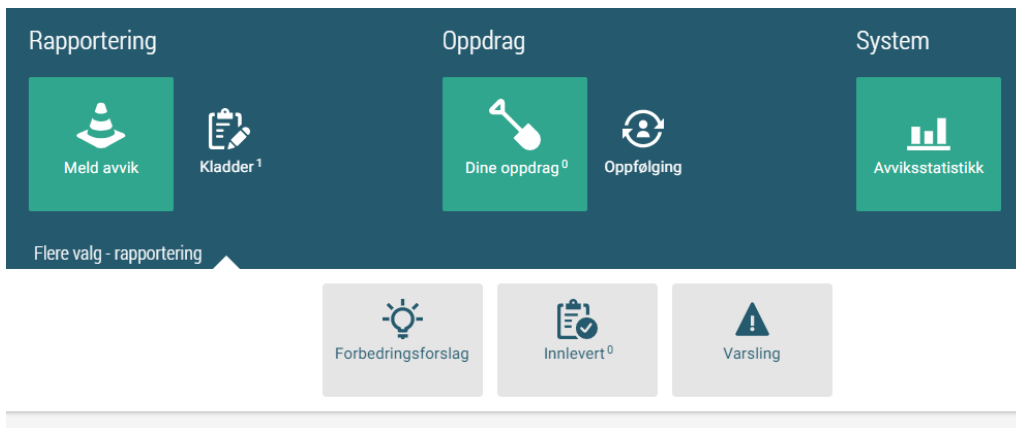 Rapportering
Oppdrag
System
Meld avvik
Kladder 1
Dine oppdrag 0
Oppfølging
Avviksstatistikk
Flere valg - rapportering
Forbedringsforslag
Innlevert 0
Varsling